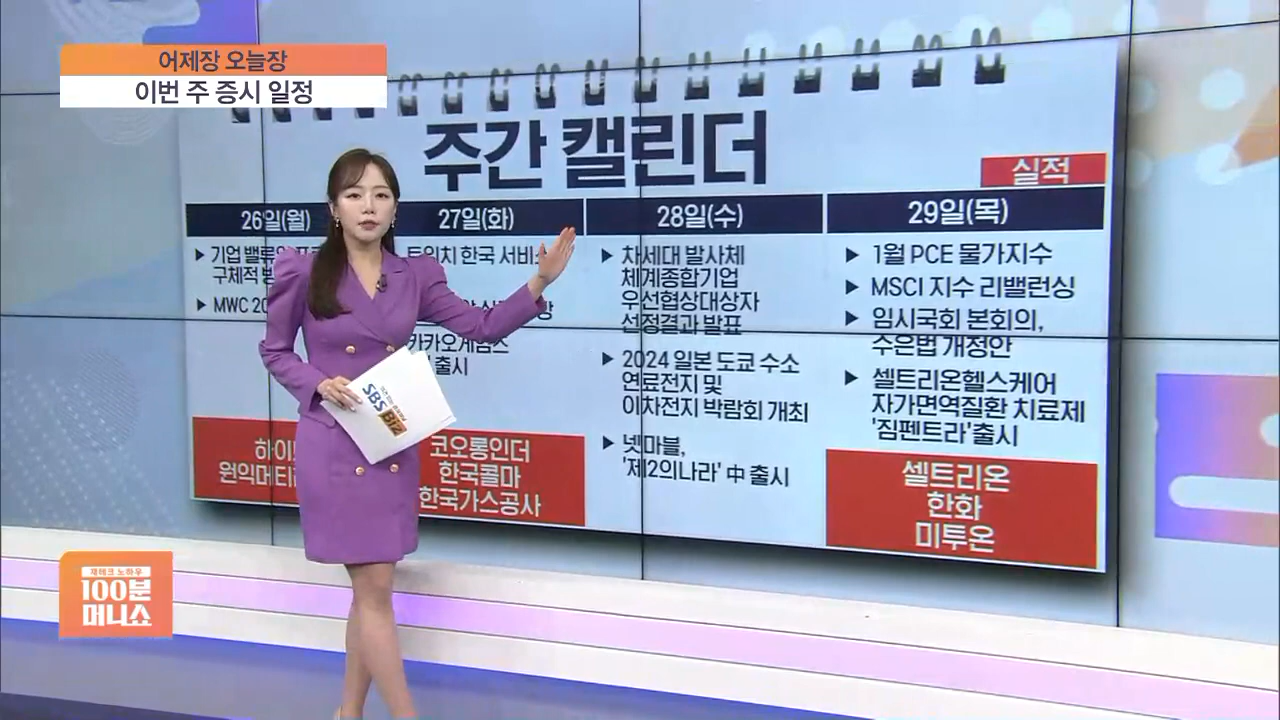 어제장 오늘장
이번 주 증시 일정
주간 캘린더
실적
26일(월)
27일(화)
28일(수)
29일(목)
▶ 기업
구체적
▶ MWC
한국 서비스
카카오게임즈
출시
▶ 차세대 발사체
체계종합기업
우선협상대상자
선정결과 발표
▶ 2024 일본 도쿄 수소
연료전지 및
이차전지 박람회 개최
▶ 넷마블,
'제2의나라' 中 출시
▶ 1월 PCE 물가지수
▶ MSCI 지수 리밸런싱
▶ 임시국회 본회의,
수은법 개정안
▶ 셀트리온헬스케어
자가면역질환 치료제
'짐펜트라'출시
코오롱인더
한국콜마
한국가스공사
셀트리온
한화
미투온
SBS Biz
재테크 노하우
100분
머니쇼